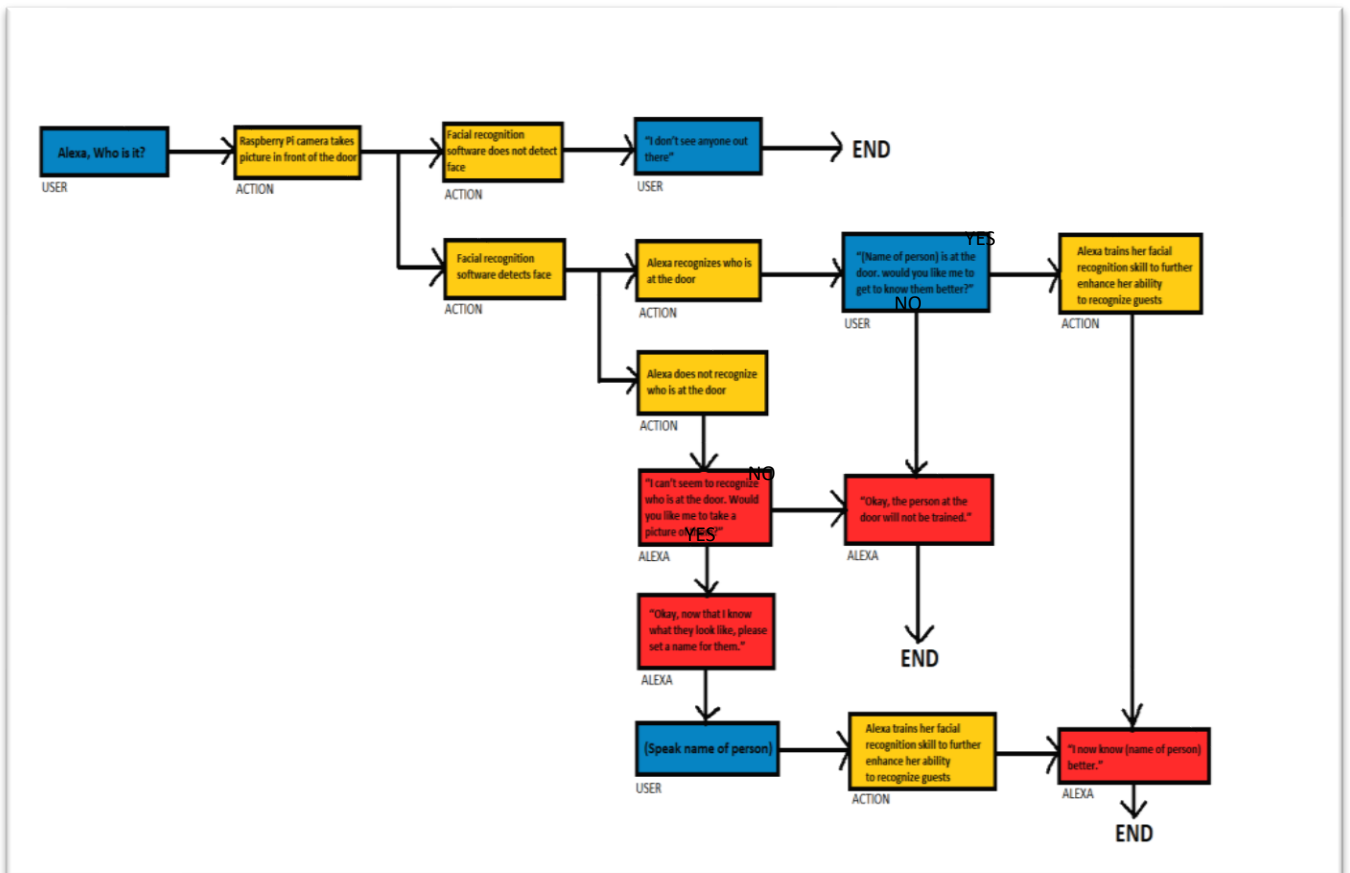 Alexa, Who is it?
USER
Raspberry Pi camera takes
picture in front of the door
ACTION
Facial recognition
software does not detect
face
ACTION
"I don't see anyone out
there"
USER
END
Facial recognition
software detects face
ACTION
Alexa recognizes who is
at the door
ACTION
YES
"(Name of person) is at the
door. would you like me to
get to know them better?"
NO
USER
Alexa trains her facial
recognition skill to further
enhance her ability
to recognize guests
ACTION
Alexa does not recognize
who is at the door
ACTION
NO
"I can't seem to recognize
who is at the door. Would
you like me to take a
picture of
YES
ALEXA
"Okay, the person at the
door will not be trained."
ALEXA
END
"Okay, now that I know
what they look like, please
set a name for them."
ALEXA
(Speak name of person)
USER
Alexa trains her facial
recognition skill to further
enhance her ability
to recognize guests
ACTION
"I now know (name of person)
better."
ALEXA
END